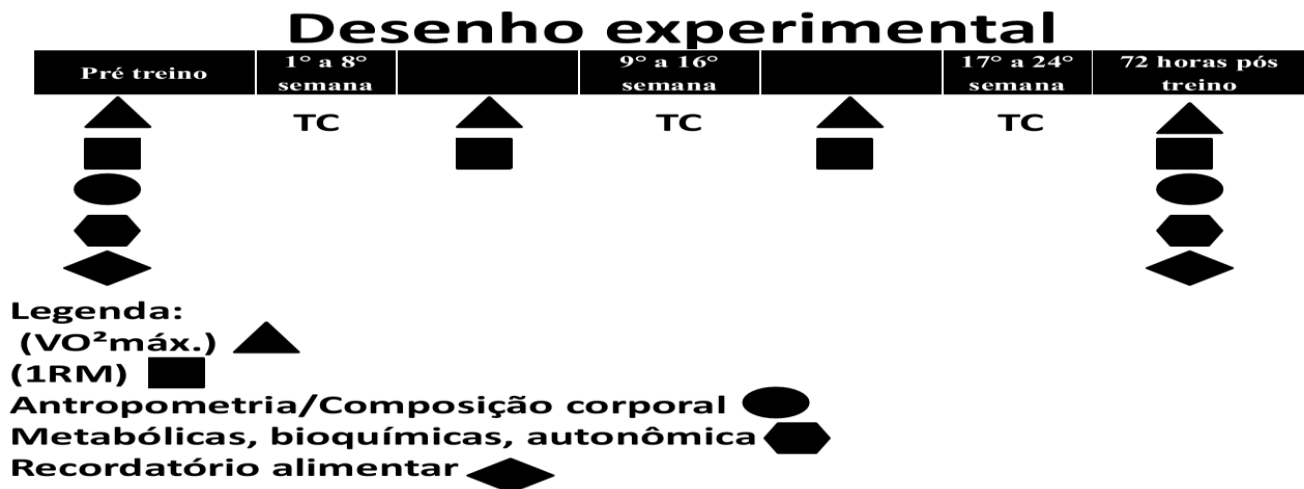 Desenho experimental
Pré treino
1° a 8° semana
9° a 16° semana
17° a 24° semana
72 horas pós treino
TC
TC
TC
Legenda:
(VO²máx.)
(1RM)
Antropometria/Composição corporal
Metabólicas, bioquímicas, autonômica
Recordatório alimentar